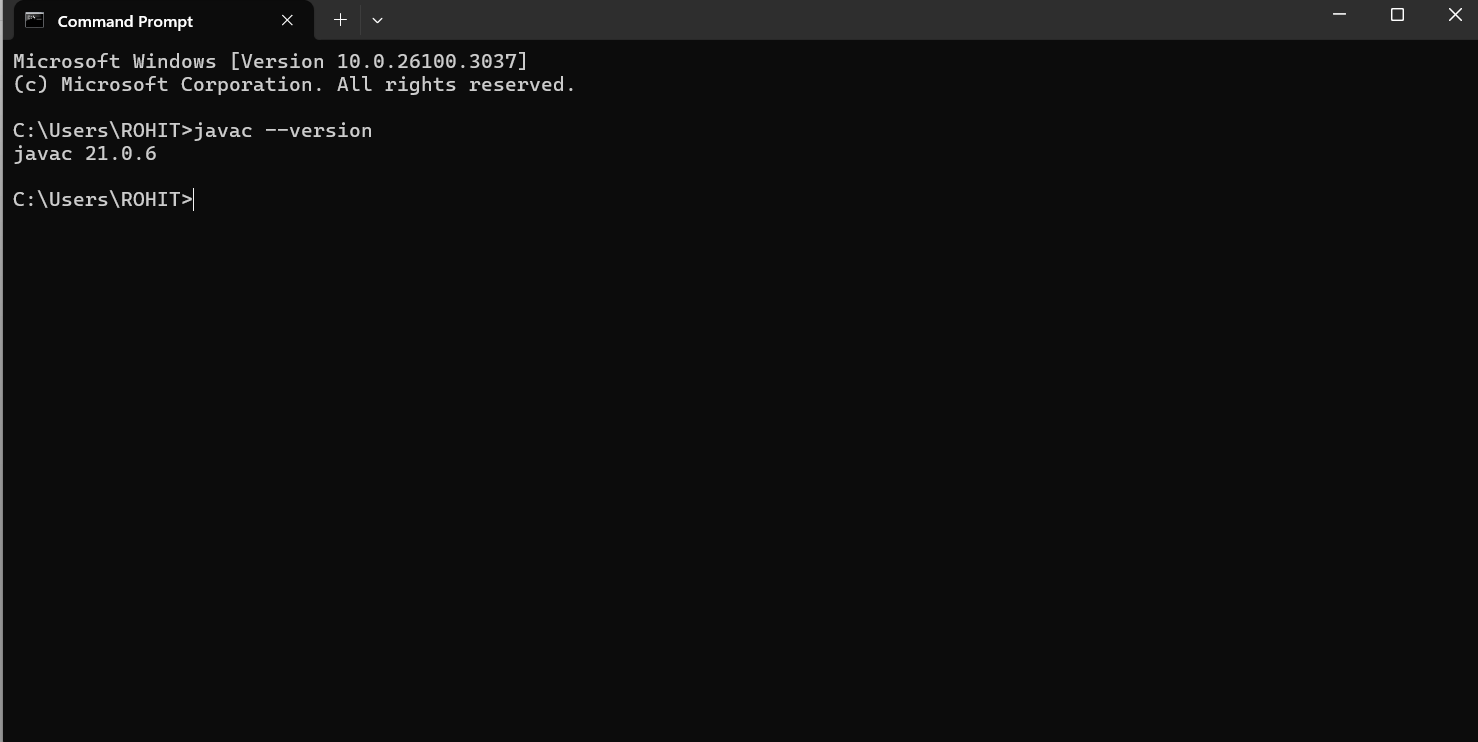 Command Prompt
Microsoft Windows [Version 10.0.26100.3037]
(c) Microsoft Corporation. All rights reserved.
C:\Users\ROHIT>javac --version
javac 21.0.6
C:\Users\ROHIT>